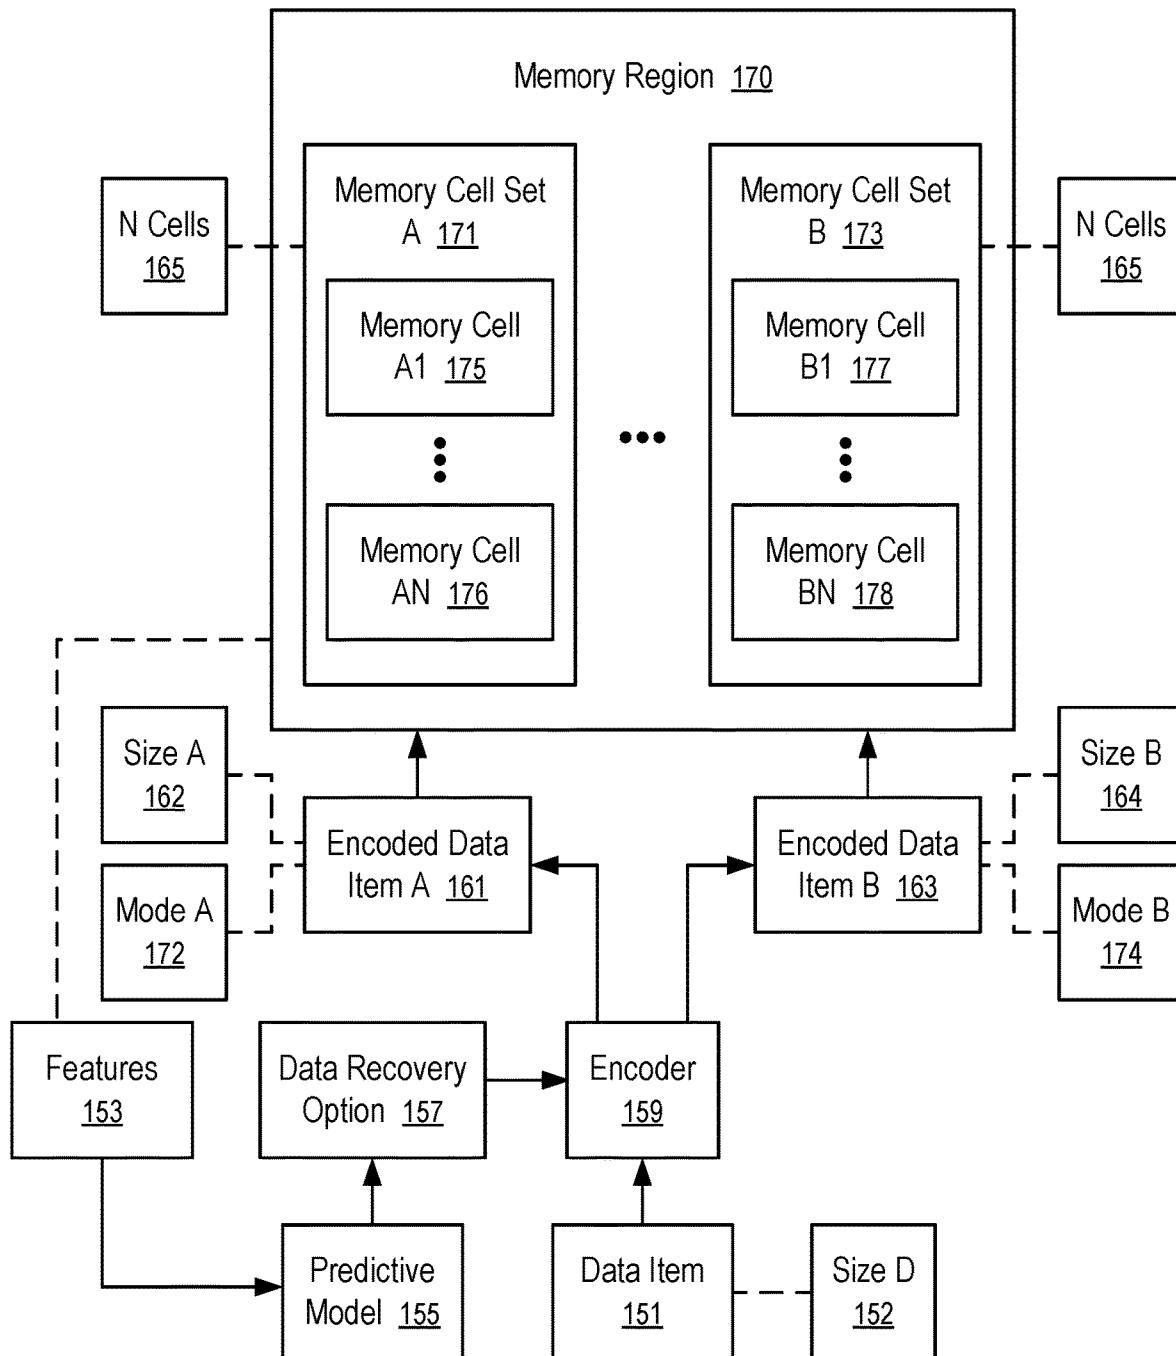 Memory Region 170
Memory Cell Set
A 171
Memory Cell Set
B 173
N Cells
165
N Cells
165
Memory Cell
A1 175
Memory Cell
B1 177
Memory Cell
AN 176
Memory Cell
BN 178
Size A
162
Size B
164
Encoded Data
Item A 161
Encoded Data
Item B 163
Mode A
172
Mode B
174
Features
153
Data Recovery
Option 157
Encoder
159
Predictive
Model 155
Data Item
151
Size D
152